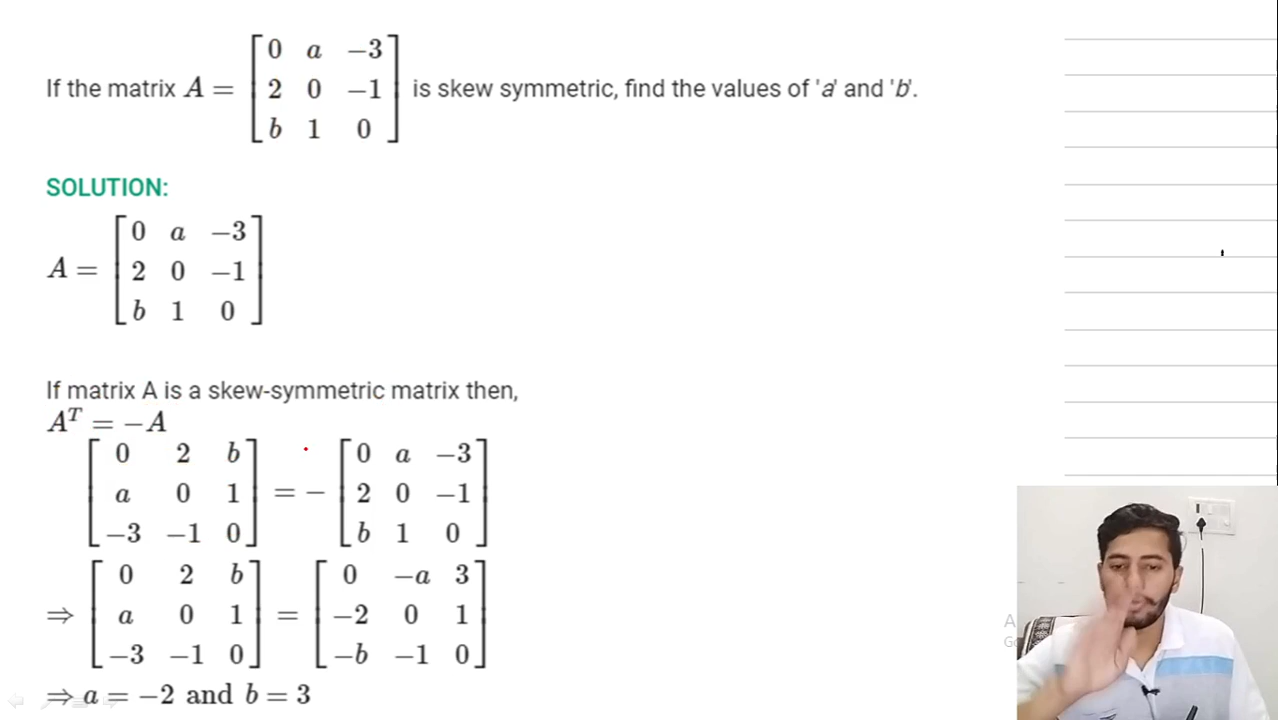 If the matrix A = [0 a −3; 2 0 −1; b 1 0] is skew symmetric, find the values of 'a' and 'b'.
SOLUTION:
A = [0 a −3; 2 0 −1; b 1 0]
If matrix A is a skew-symmetric matrix then,
A^T = −A
[0 2 b; a 0 1; −3 −1 0] = − [0 a −3; 2 0 −1; b 1 0]
⇒ [0 2 b; a 0 1; −3 −1 0] = [0 −a 3; −2 0 1; −b −1 0]
⇒ a = −2 and b = 3